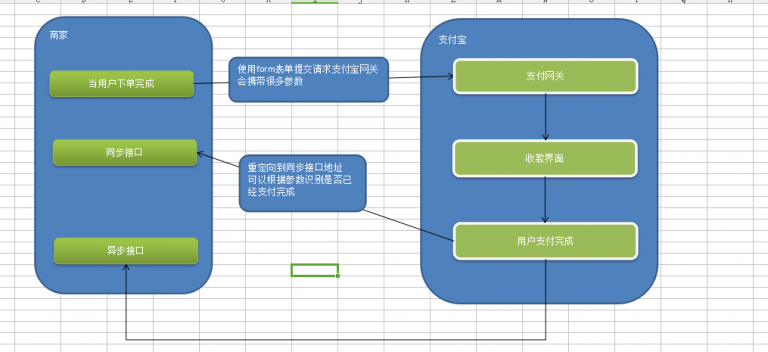 商家
支付宝
当用户下单完成
使用form表单提交请求支付宝网关
会携带很多参数
支付网关
同步接口
重定向到同步接口地址
可以根据参数识别是否已
经支付完成
收款界面
异步接口
用户支付完成